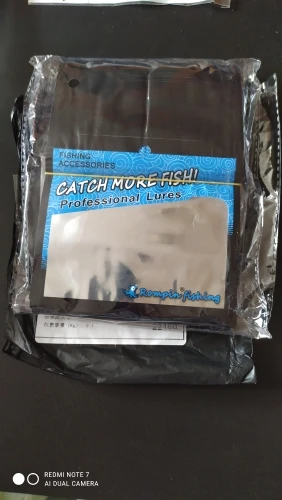 FISHING
ACCESSORIES
CATCH MORE FISH!
Professional Lures
Rompin fishing
REDMI NOTE 7
AI DUAL CAMERA